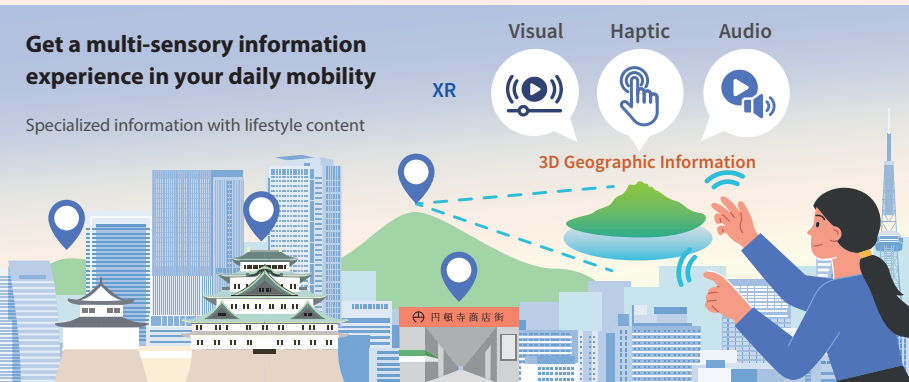 Get a multi-sensory information
experience in your daily mobility
Specialized information with lifestyle content
XR
Visual
Haptic
Audio
3D Geographic Information
円頓寺商店街